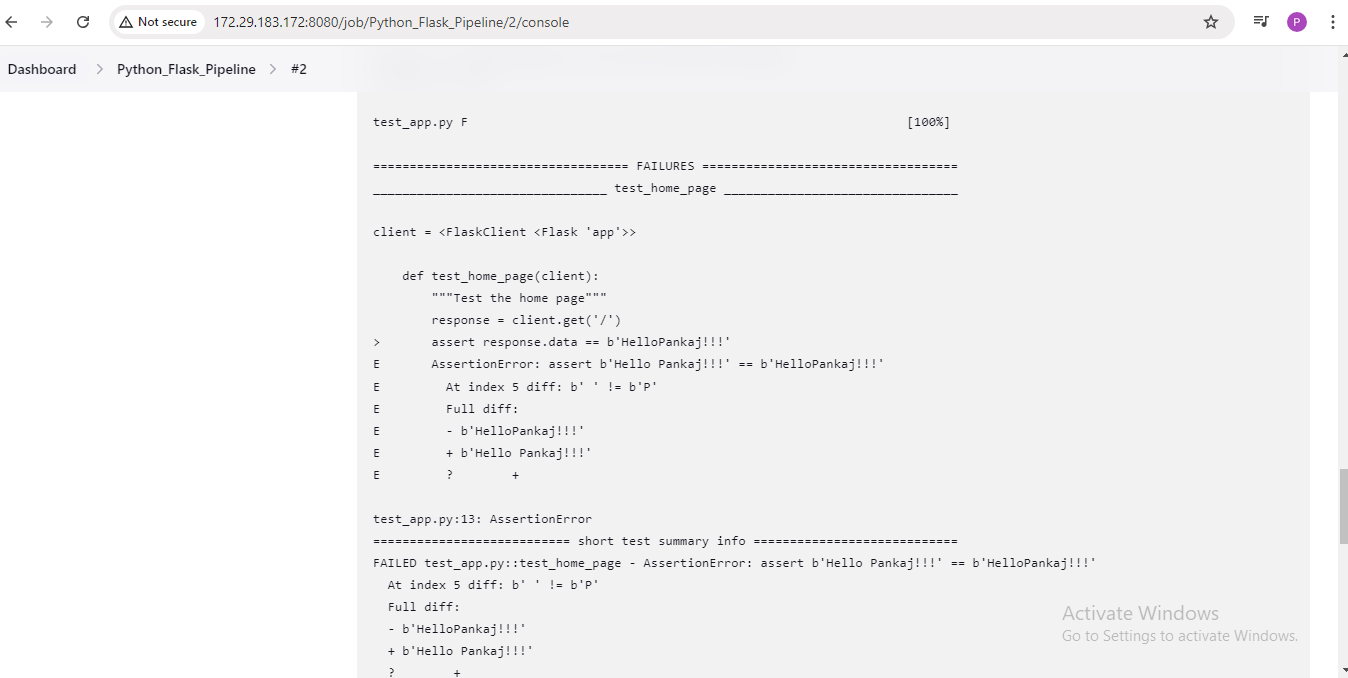 Not secure 172.29.183.172:8080/job/Python_Flask_Pipeline/2/console P
Dashboard > Python_Flask_Pipeline > #2
test_app.py F [100%]
=================================== FAILURES ===================================
________________________________ test_home_page ________________________________
client = <FlaskClient <Flask 'app'>>
def test_home_page(client):
"""Test the home page"""
response = client.get('/')
> assert response.data == b'HelloPankaj!!!'
E AssertionError: assert b'Hello Pankaj!!!' == b'HelloPankaj!!!'
E At index 5 diff: b' ' != b'P'
E Full diff:
E - b'HelloPankaj!!!'
E + b'Hello Pankaj!!!'
E ? +
test_app.py:13: AssertionError
=========================== short test summary info ============================
FAILED test_app.py::test_home_page - AssertionError: assert b'Hello Pankaj!!!' == b'HelloPankaj!!!'
At index 5 diff: b' ' != b'P'
Full diff:
- b'HelloPankaj!!!'
+ b'Hello Pankaj!!!'
? +
Activate Windows
Go to Settings to activate Windows.